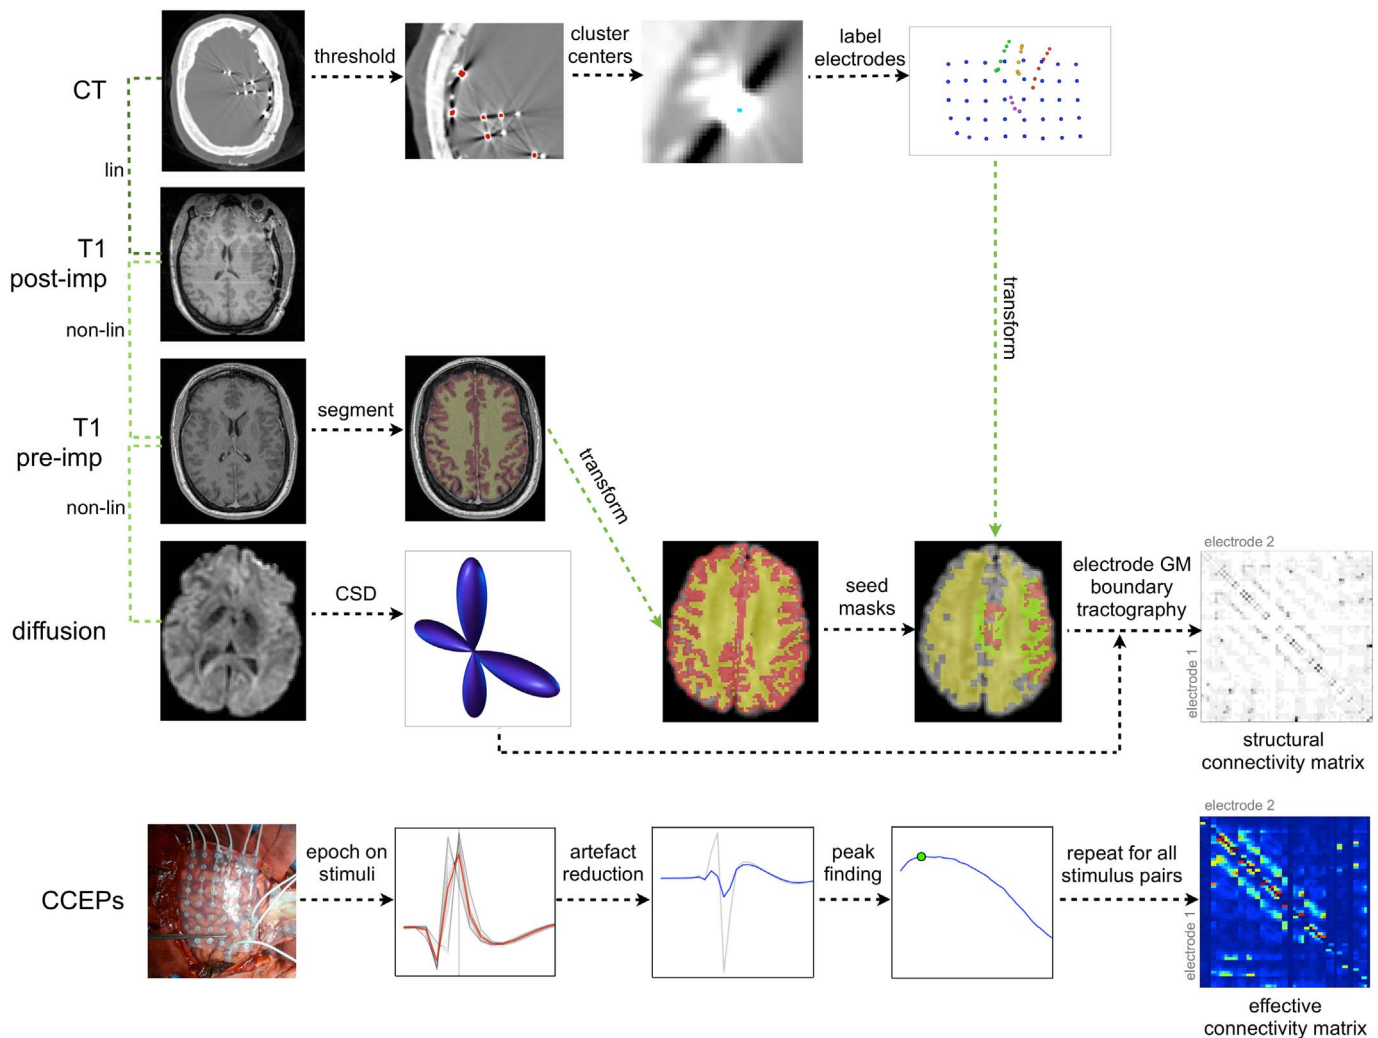 CT
threshold
cluster
centers
label
electrodes
lin
T1
post-imp
transform
non-lin
T1
pre-imp
segment
transform
non-lin
diffusion
CSD
seed
masks
electrode GM
boundary
tractography
electrode 2
electrode 1
structural
connectivity matrix
CCEPs
epoch on
stimuli
artefact
reduction
peak
finding
repeat for all
stimulus pairs
electrode 2
electrode 1
effective
connectivity matrix